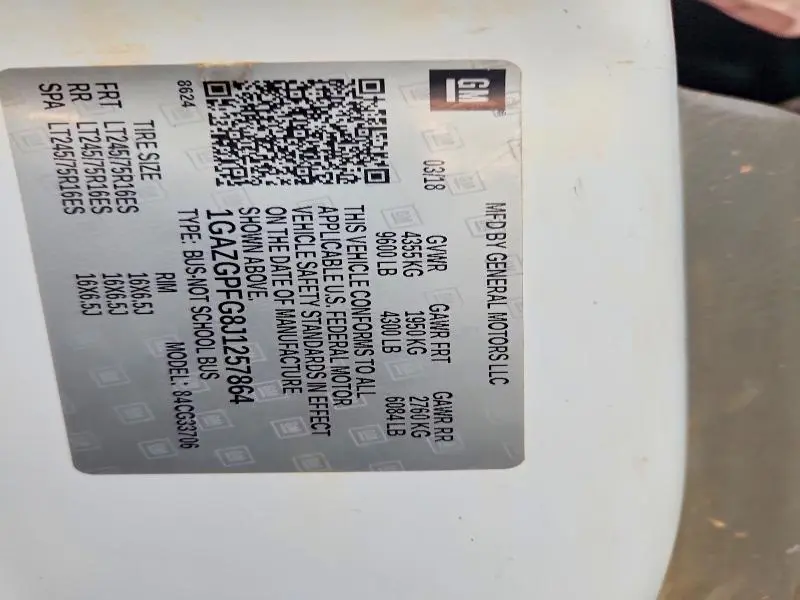 GM
MFD BY GENERAL MOTORS LLC
03/18
GVWR GAWR FRT GAWR RR
4355 KG 1950 KG 2760 KG
9600 LB 4300 LB 6084 LB
THIS VEHICLE CONFORMS TO ALL
APPLICABLE U.S. FEDERAL MOTOR
VEHICLE SAFETY STANDARDS IN EFFECT
ON THE DATE OF MANUFACTURE
SHOWN ABOVE.
1GAZGPFG8J1257864
TYPE: BUS-NOT SCHOOL BUS
8624 MODEL: 84CG33706
TIRE SIZE RIM
FRT LT245/75R16ES 16X6.5J
RR LT245/75R16ES 16X6.5J
SPA LT245/75R16ES 16X6.5J